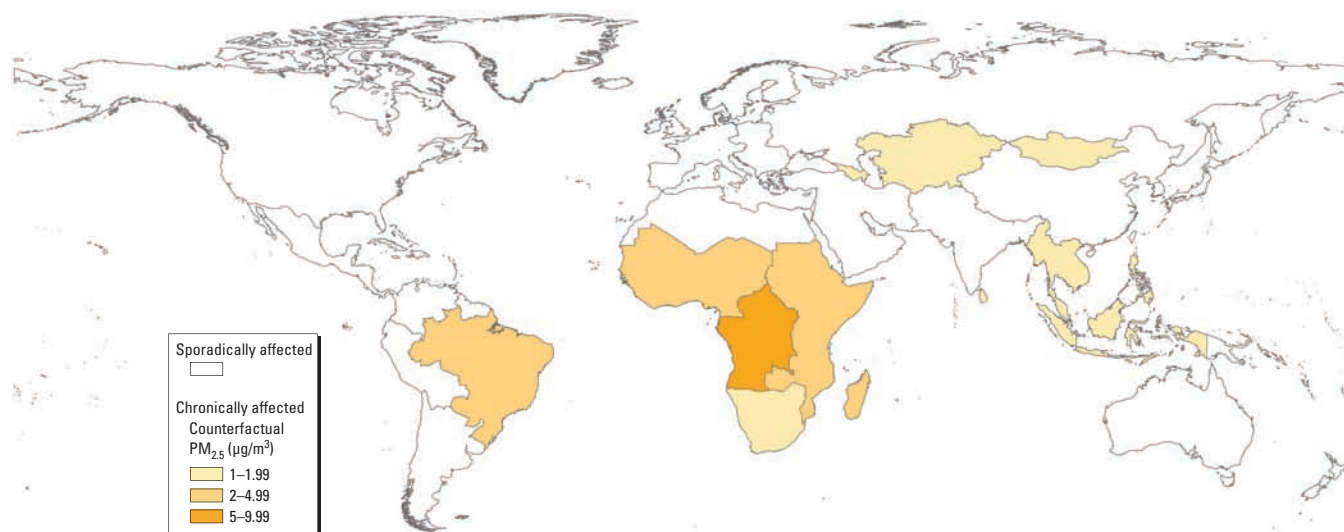 Sporadically affected
Chronically affected
Counterfactual
PM2.5 (µg/m³)
1–1.99
2–4.99
5–9.99